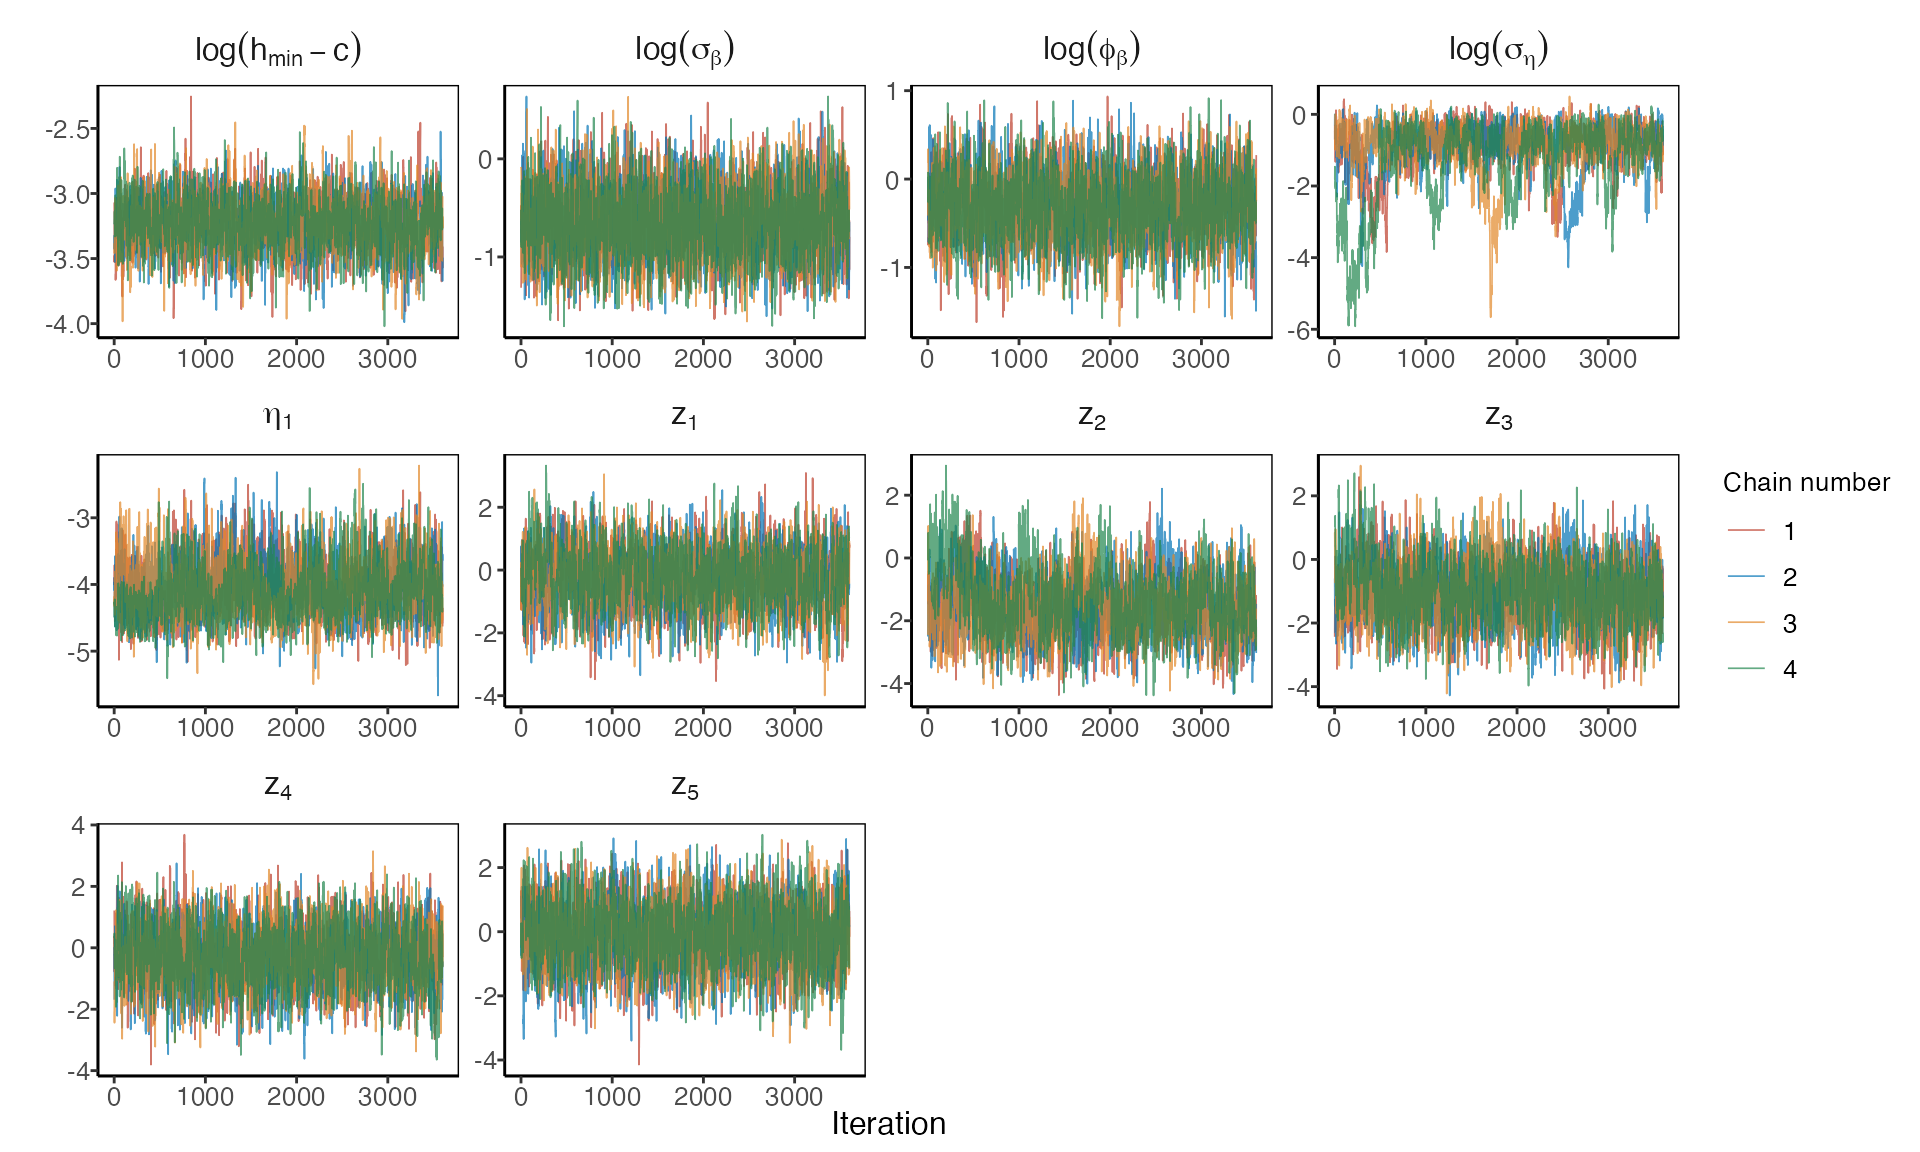 log(h_min − c) log(σ_β) log(ϕ_β) log(σ_η)
-2.5 -3.0 -3.5 -4.0
0 -1
1 0 -1
0 -2 -4 -6
0 1000 2000 3000 0 1000 2000 3000 0 1000 2000 3000 0 1000 2000 3000
η_1 z_1 z_2 z_3
-3 -4 -5
2 0 -2 -4
2 0 -2 -4
2 0 -2 -4
0 1000 2000 3000 0 1000 2000 3000 0 1000 2000 3000 0 1000 2000 3000
z_4 z_5
4 2 0 -2 -4
2 0 -2 -4
0 1000 2000 3000 0 1000 2000 3000
Iteration
Chain number
1
2
3
4